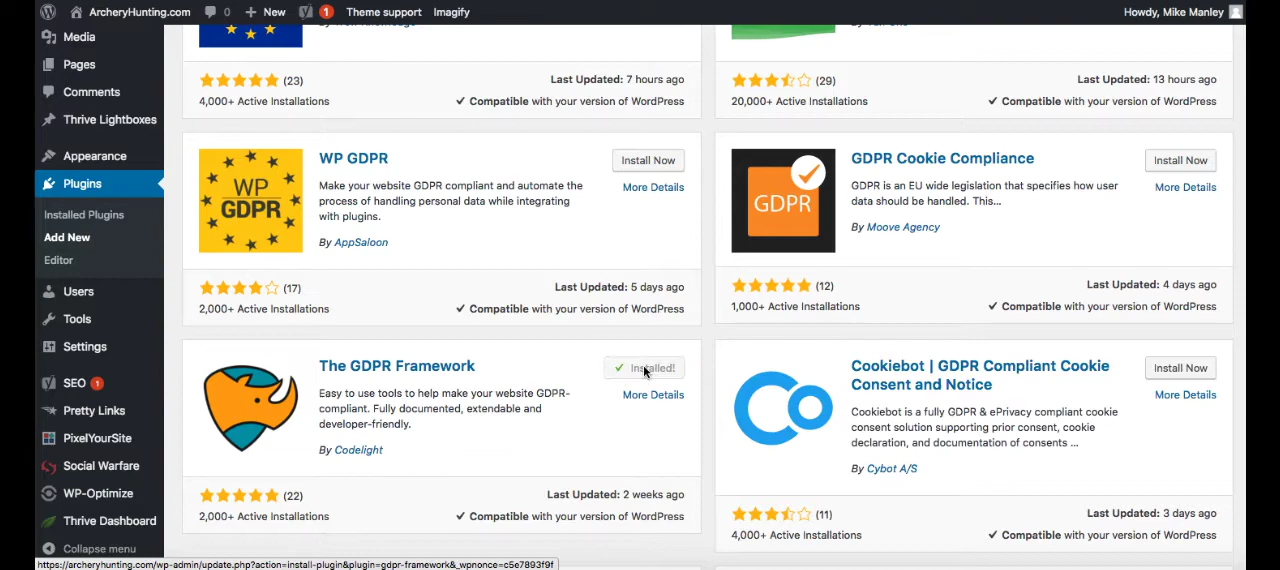 ArcheryHunting.com 0 New 1 Theme support Imagify Howdy, Mike Manley
Media
Pages
Comments
Thrive Lightboxes
Appearance
Plugins
Installed Plugins
Add New
Editor
Users
Tools
Settings
SEO 1
Pretty Links
PixelYourSite
Social Warfare
WP-Optimize
Thrive Dashboard
Collapse menu
(23) Last Updated: 7 hours ago
4,000+ Active Installations ✓ Compatible with your version of WordPress
(29) Last Updated: 13 hours ago
20,000+ Active Installations ✓ Compatible with your version of WordPress
WP
GDPR
WP GDPR Install Now
Make your website GDPR compliant and automate the More Details
process of handling personal data while integrating
with plugins.
By AppSaloon
(17) Last Updated: 5 days ago
2,000+ Active Installations ✓ Compatible with your version of WordPress
GDPR
GDPR Cookie Compliance Install Now
GDPR is an EU wide legislation that specifies how user More Details
data should be handled. This...
By Moove Agency
(12) Last Updated: 4 days ago
1,000+ Active Installations ✓ Compatible with your version of WordPress
The GDPR Framework ✓ Installed!
Easy to use tools to help make your website GDPR- More Details
compliant. Fully documented, extendable and
developer-friendly.
By Codelight
(22) Last Updated: 2 weeks ago
2,000+ Active Installations ✓ Compatible with your version of WordPress
Cookiebot | GDPR Compliant Cookie Install Now
Consent and Notice More Details
Cookiebot is a fully GDPR & ePrivacy compliant cookie
consent solution supporting prior consent, cookie
declaration, and documentation of consents ...
By Cybot A/S
(11) Last Updated: 3 days ago
4,000+ Active Installations ✓ Compatible with your version of WordPress
https://archeryhunting.com/wp-admin/update.php?action=install-plugin&plugin=gdpr-framework&_wpnonce=c5e7893f9f